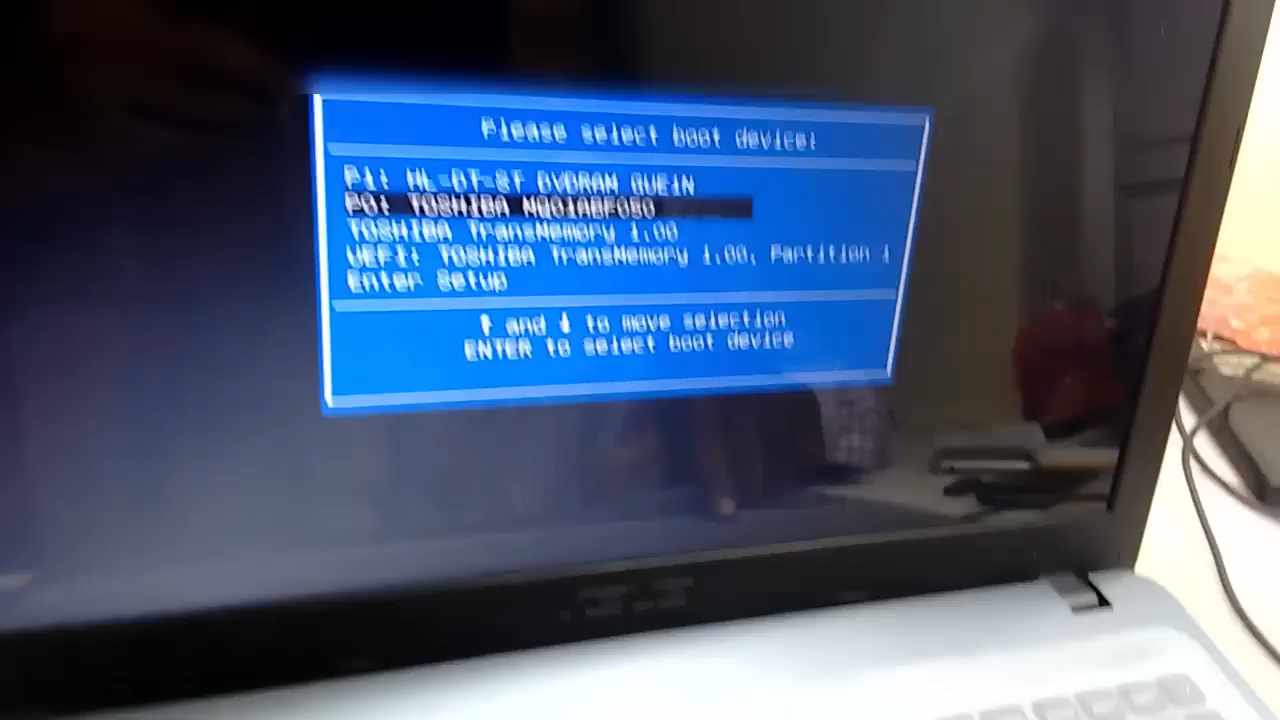 Please select boot device:
P1: HL-DT-ST DVDRAM GUE1N
P0: TOSHIBA MQ01ABF050
TOSHIBA TransMemory 1.00
UEFI: TOSHIBA TransMemory 1.00, Partition 1
Enter Setup
↑ and ↓ to move selection
ENTER to select boot device